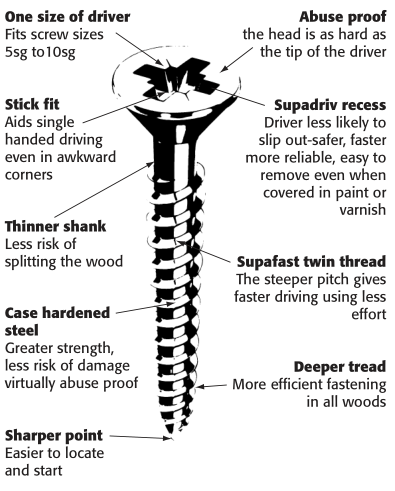 One size of driver
Fits screw sizes
5sg to10sg
Stick fit
Aids single
handed driving
even in awkward
corners
Thinner shank
Less risk of
splitting the wood
Case hardened
steel
Greater strength,
less risk of damage
virtually abuse proof
Sharper point
Easier to locate
and start
Abuse proof
the head is as hard as
the tip of the driver
Supadriv recess
Driver less likely to
slip out-safer, faster
more reliable, easy to
remove even when
covered in paint or
varnish
Supafast twin thread
The steeper pitch gives
faster driving using less
effort
Deeper tread
More efficient fastening
in all woods